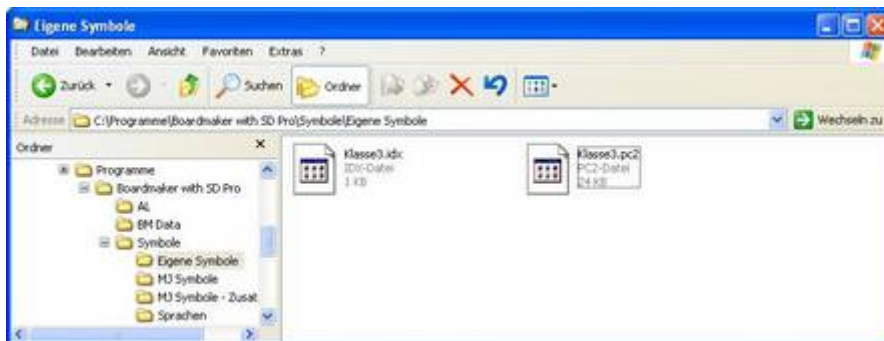 Eigene Symbole
Datei Bearbeiten Ansicht Favoriten Extras ?
Zurück Suchen Ordner
Adresse C:\Programme\Boardmaker with SD Pro\Symbole\Eigene Symbole Wechseln zu
Ordner
Programme
Boardmaker with SD Pro
AL
BM Data
Symbole
Eigene Symbole
MJ Symbole
MJ Symbole - Zusat
Sprachen
Klasse3.idx
IDX-Datei
1 KB
Klasse3.pc2
PC2-Datei
24 KB